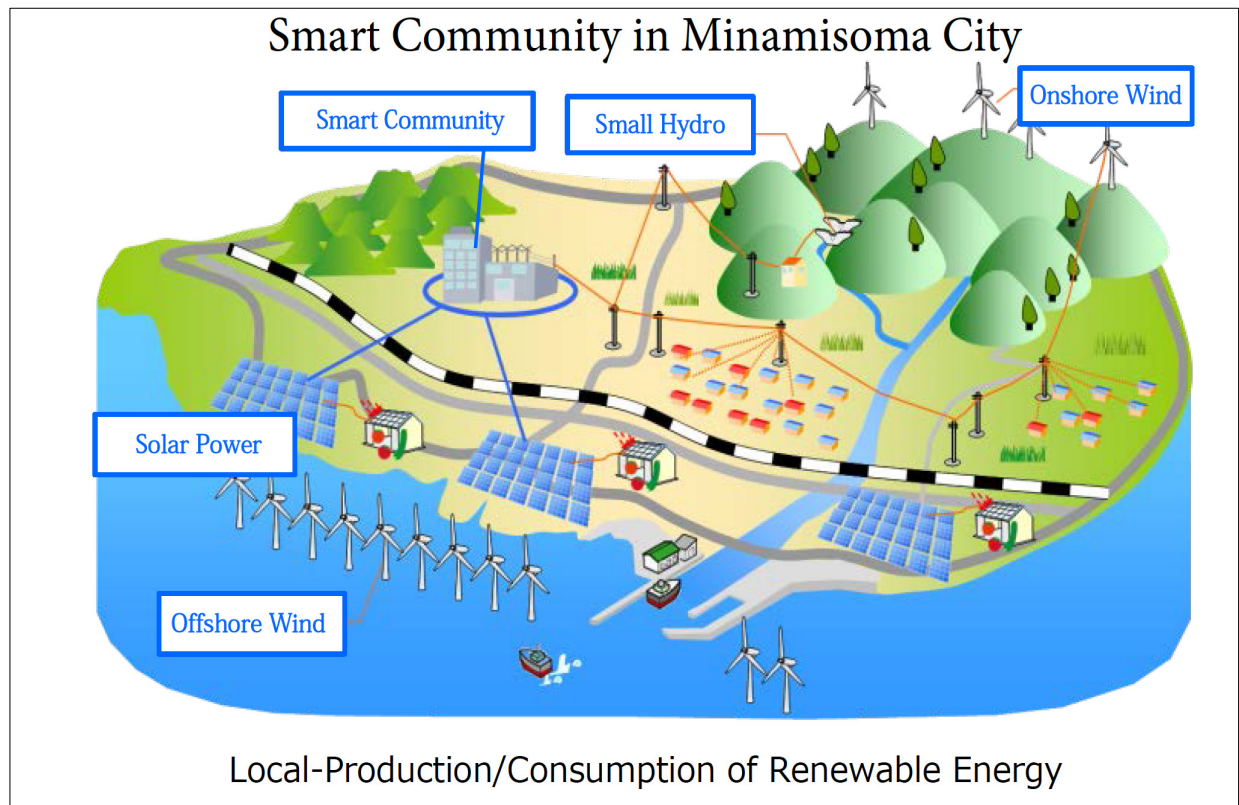 Smart Community in Minamisoma City
Onshore Wind
Smart Community
Small Hydro
Solar Power
Offshore Wind
Local-Production/Consumption of Renewable Energy